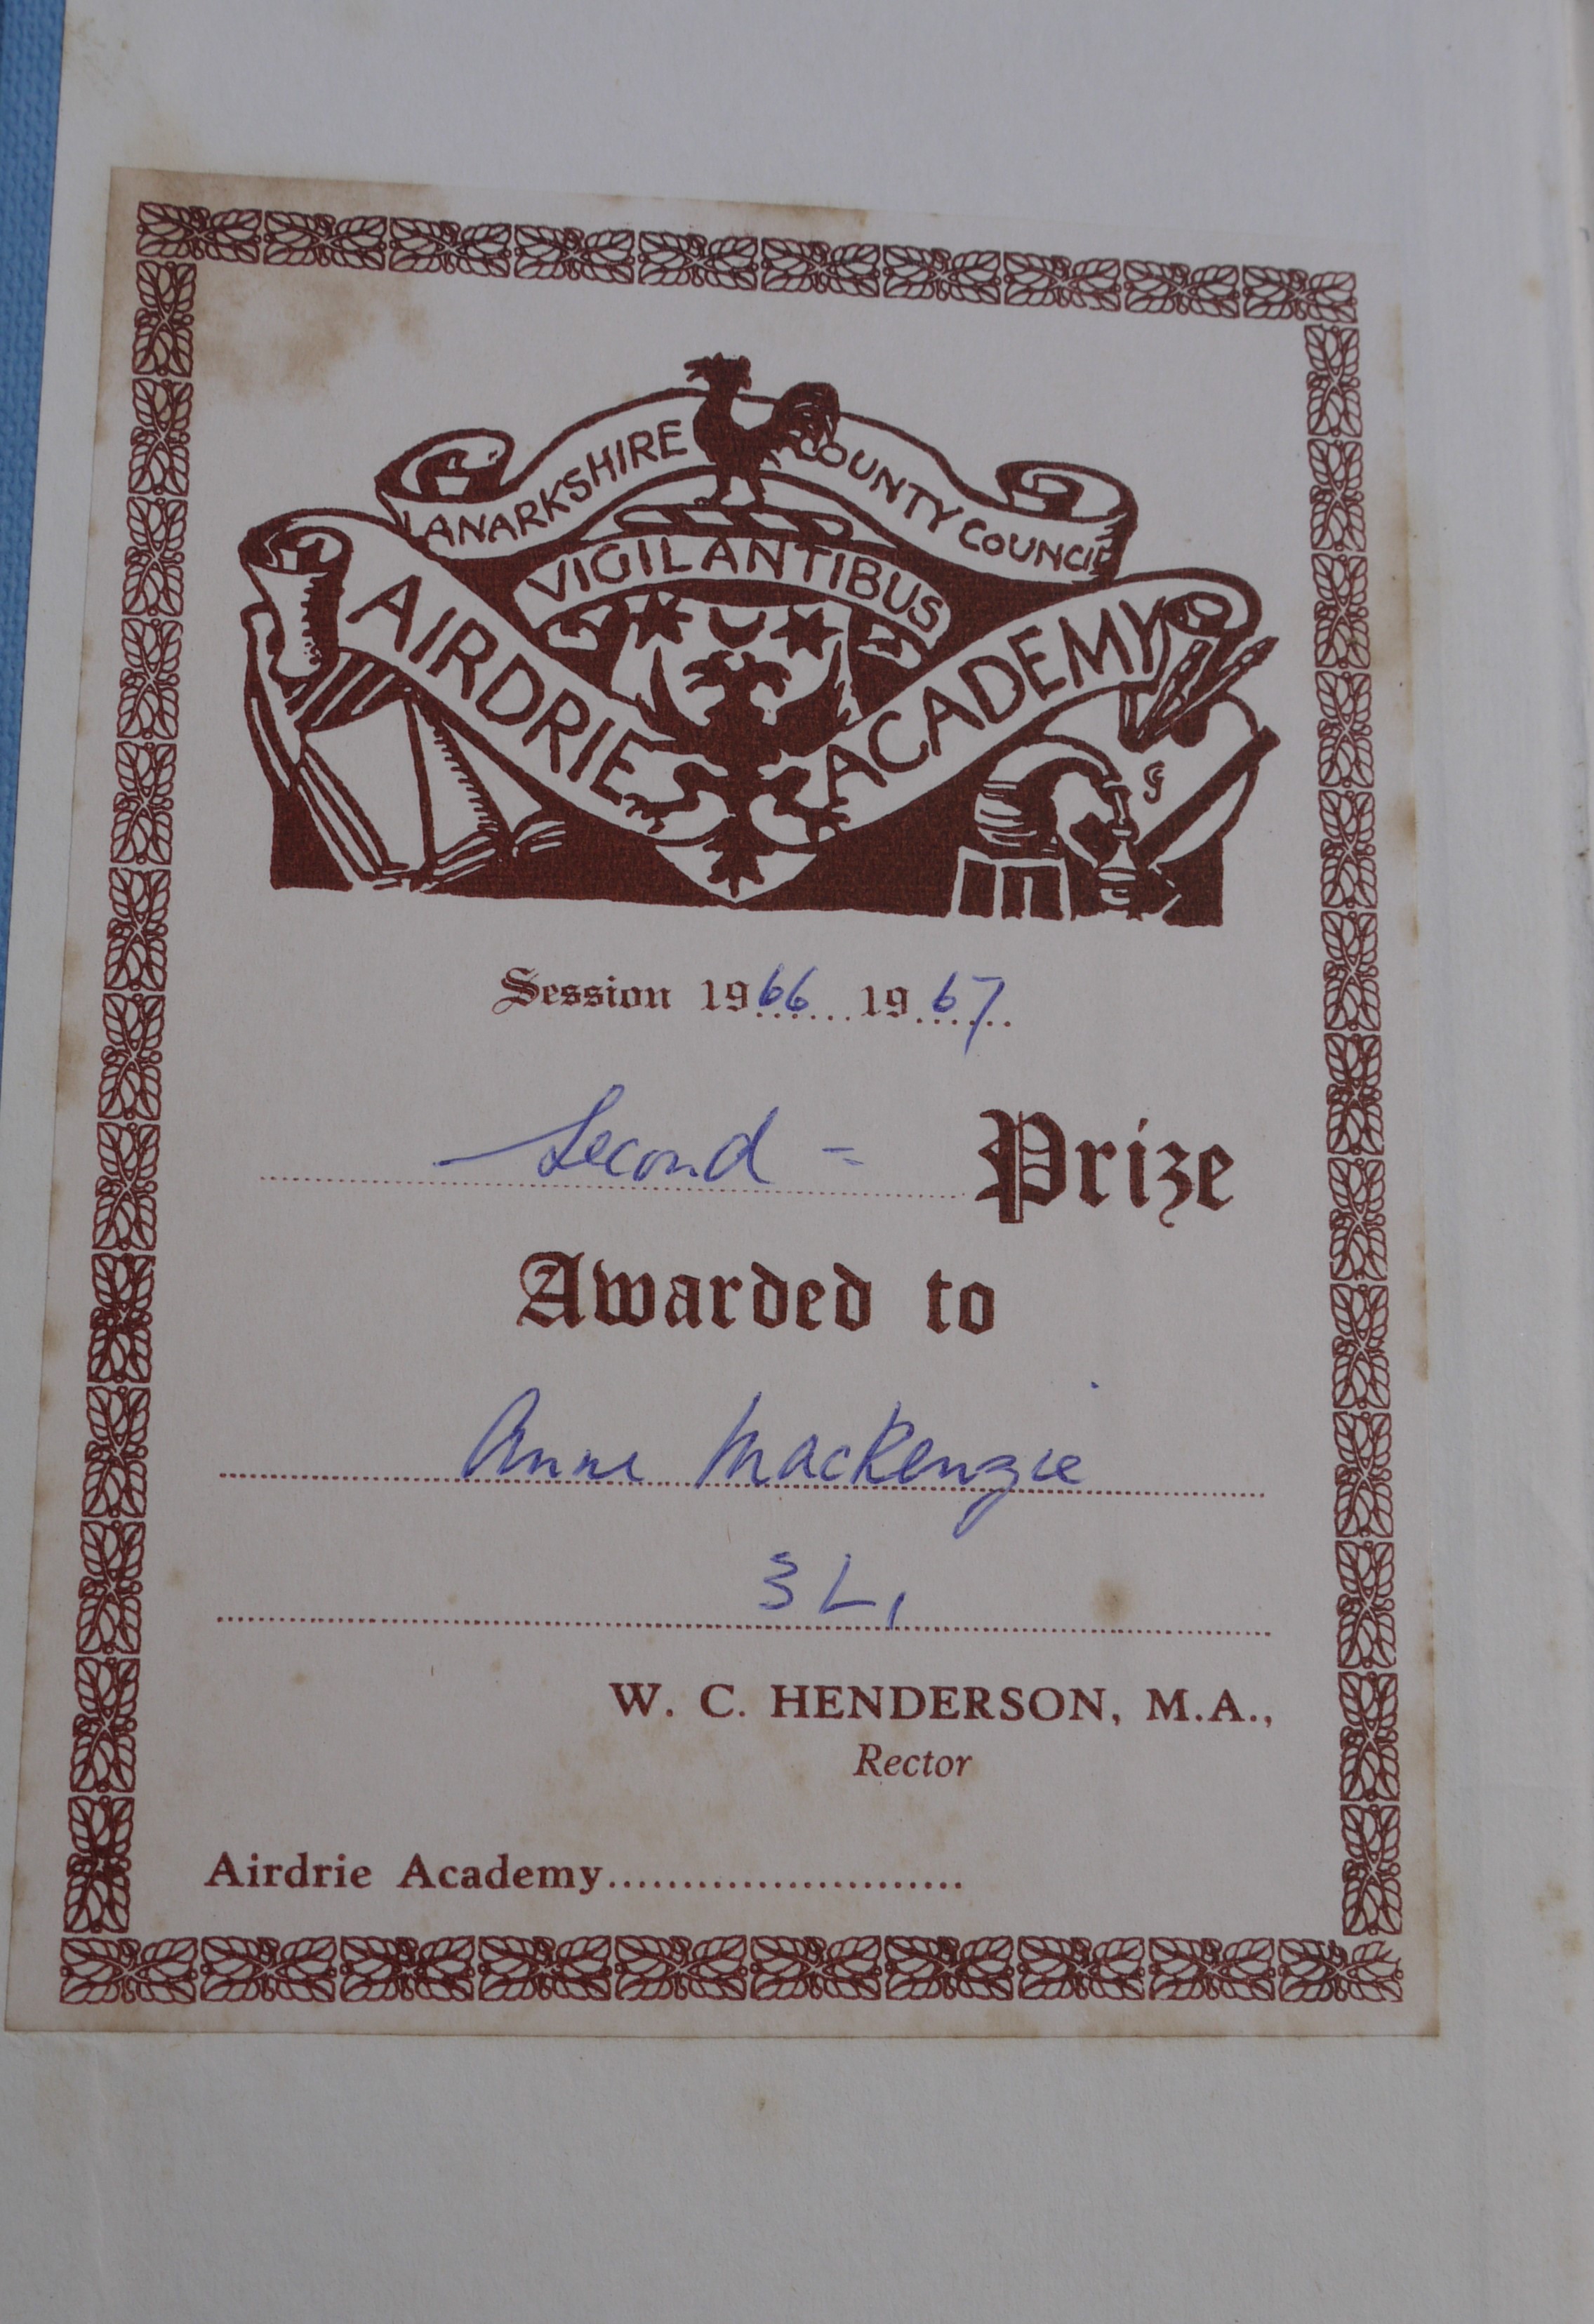 LANARKSHIRE COUNTY COUNCIL
VIGILANTIBUS
AIRDRIE ACADEMY
Session 1966 1967
Second = Prize
Awarded to
Anne MacKenzie
3L1
W. C. HENDERSON, M.A.,
Rector
Airdrie Academy........................